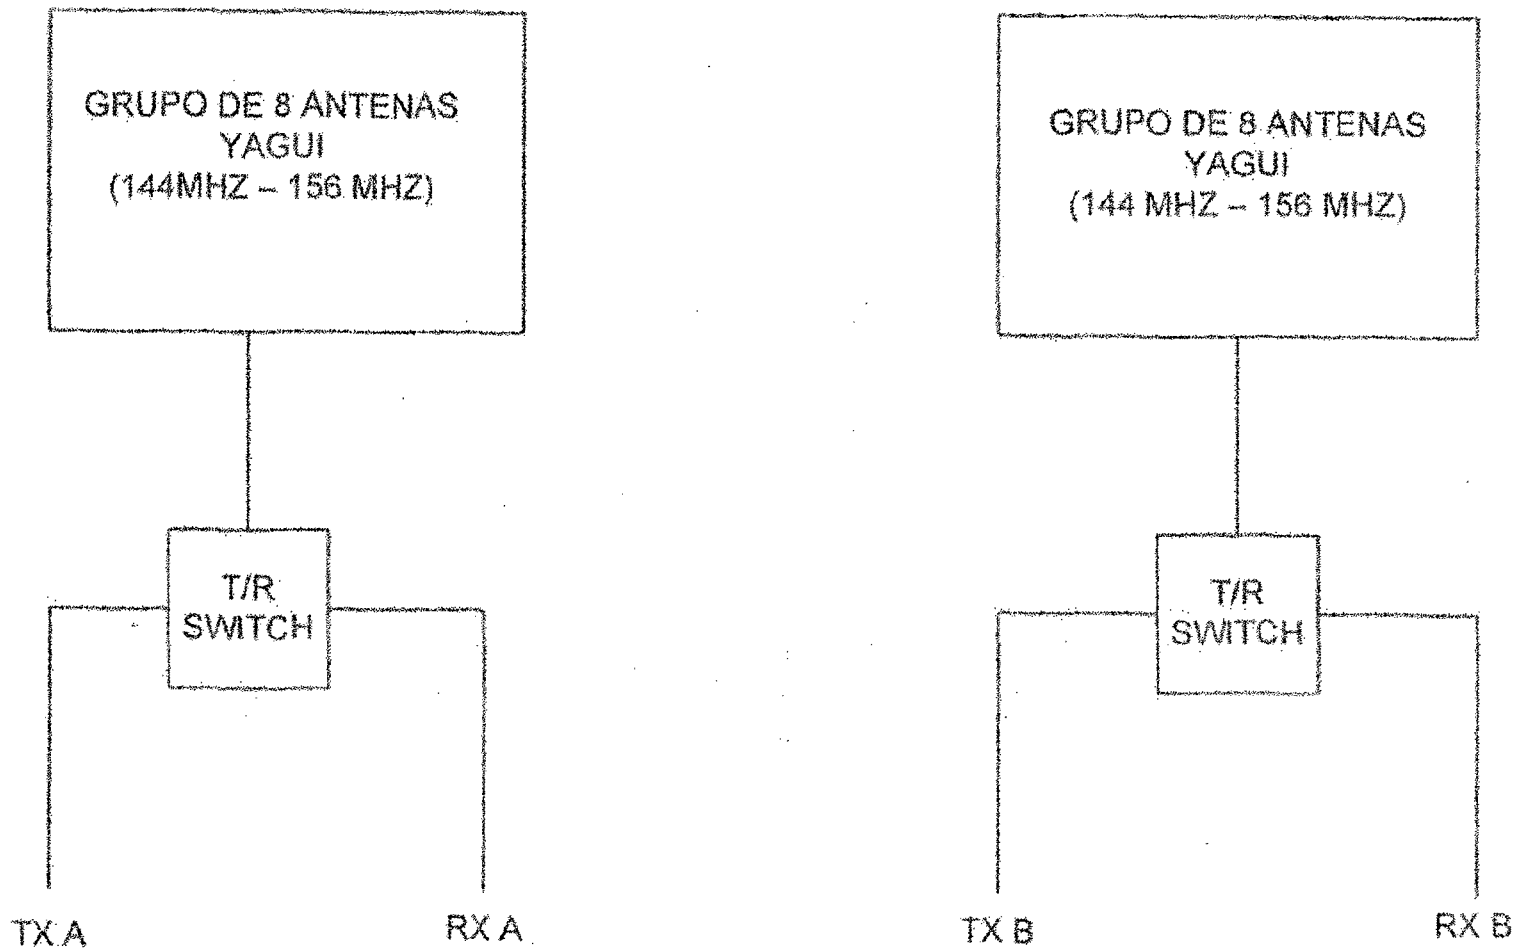 GRUPO DE 8 ANTENAS
YAGUI
(144MHZ – 156 MHZ)
GRUPO DE 8 ANTENAS
YAGUI
(144 MHZ – 156 MHZ)
T/R
SWITCH
T/R
SWITCH
TX A
RX A
TX B
RX B